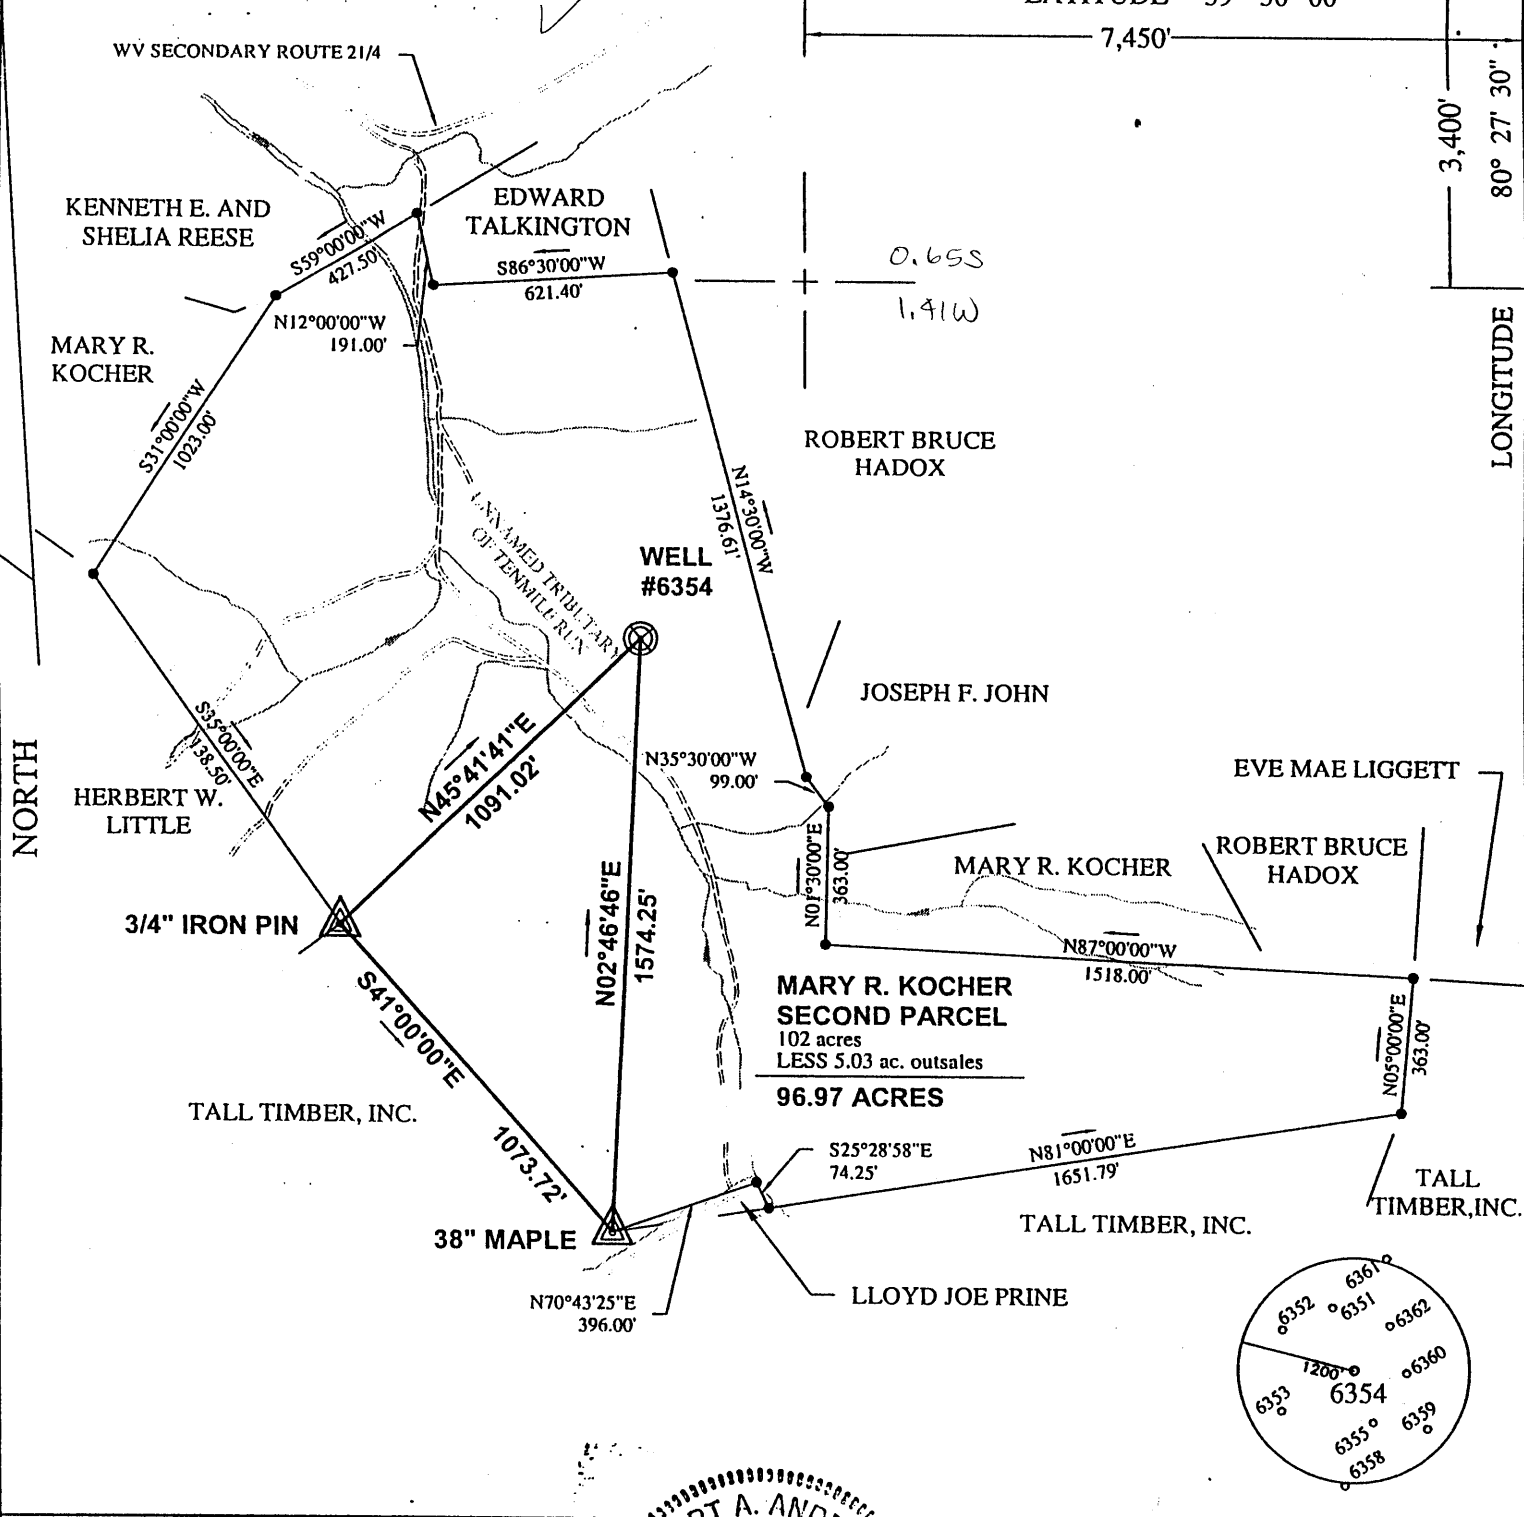 LATITUDE 39° 30' 00"
7,450'
WV SECONDARY ROUTE 21/4
3,400'
80° 27' 30"
LONGITUDE
KENNETH E. AND
SHELIA REESE
EDWARD
TALKINGTON
S59°00'00"W
427.50'
S86°30'00"W
621.40'
0.65S
1.41W
N12°00'00"W
191.00'
MARY R.
KOCHER
S31°00'00"W
1023.00'
ROBERT BRUCE
HADOX
N14°30'00"W
1376.61'
UNNAMED TRIBUTARY
OF TENMILE RUN
WELL
#6354
JOSEPH F. JOHN
S35°00'00"E
138.50'
N45°41'41"E
1091.02'
N35°30'00"W
99.00'
EVE MAE LIGGETT
NORTH
HERBERT W.
LITTLE
N01°30'00"E
363.00'
MARY R. KOCHER
ROBERT BRUCE
HADOX
3/4" IRON PIN
N02°46'46"E
1574.25'
N87°00'00"W
1518.00'
S41°00'00"E
1073.72'
MARY R. KOCHER
SECOND PARCEL
102 acres
LESS 5.03 ac. outsales
96.97 ACRES
N05°00'00"E
363.00'
TALL TIMBER, INC.
S25°28'58"E
74.25'
N81°00'00"E
1651.79'
TALL
TIMBER,INC.
TALL TIMBER, INC.
38" MAPLE
N70°43'25"E
396.00'
LLOYD JOE PRINE
6361
6352
6351
6362
6360
1200'
6354
6353
6359
6355
6358
A.